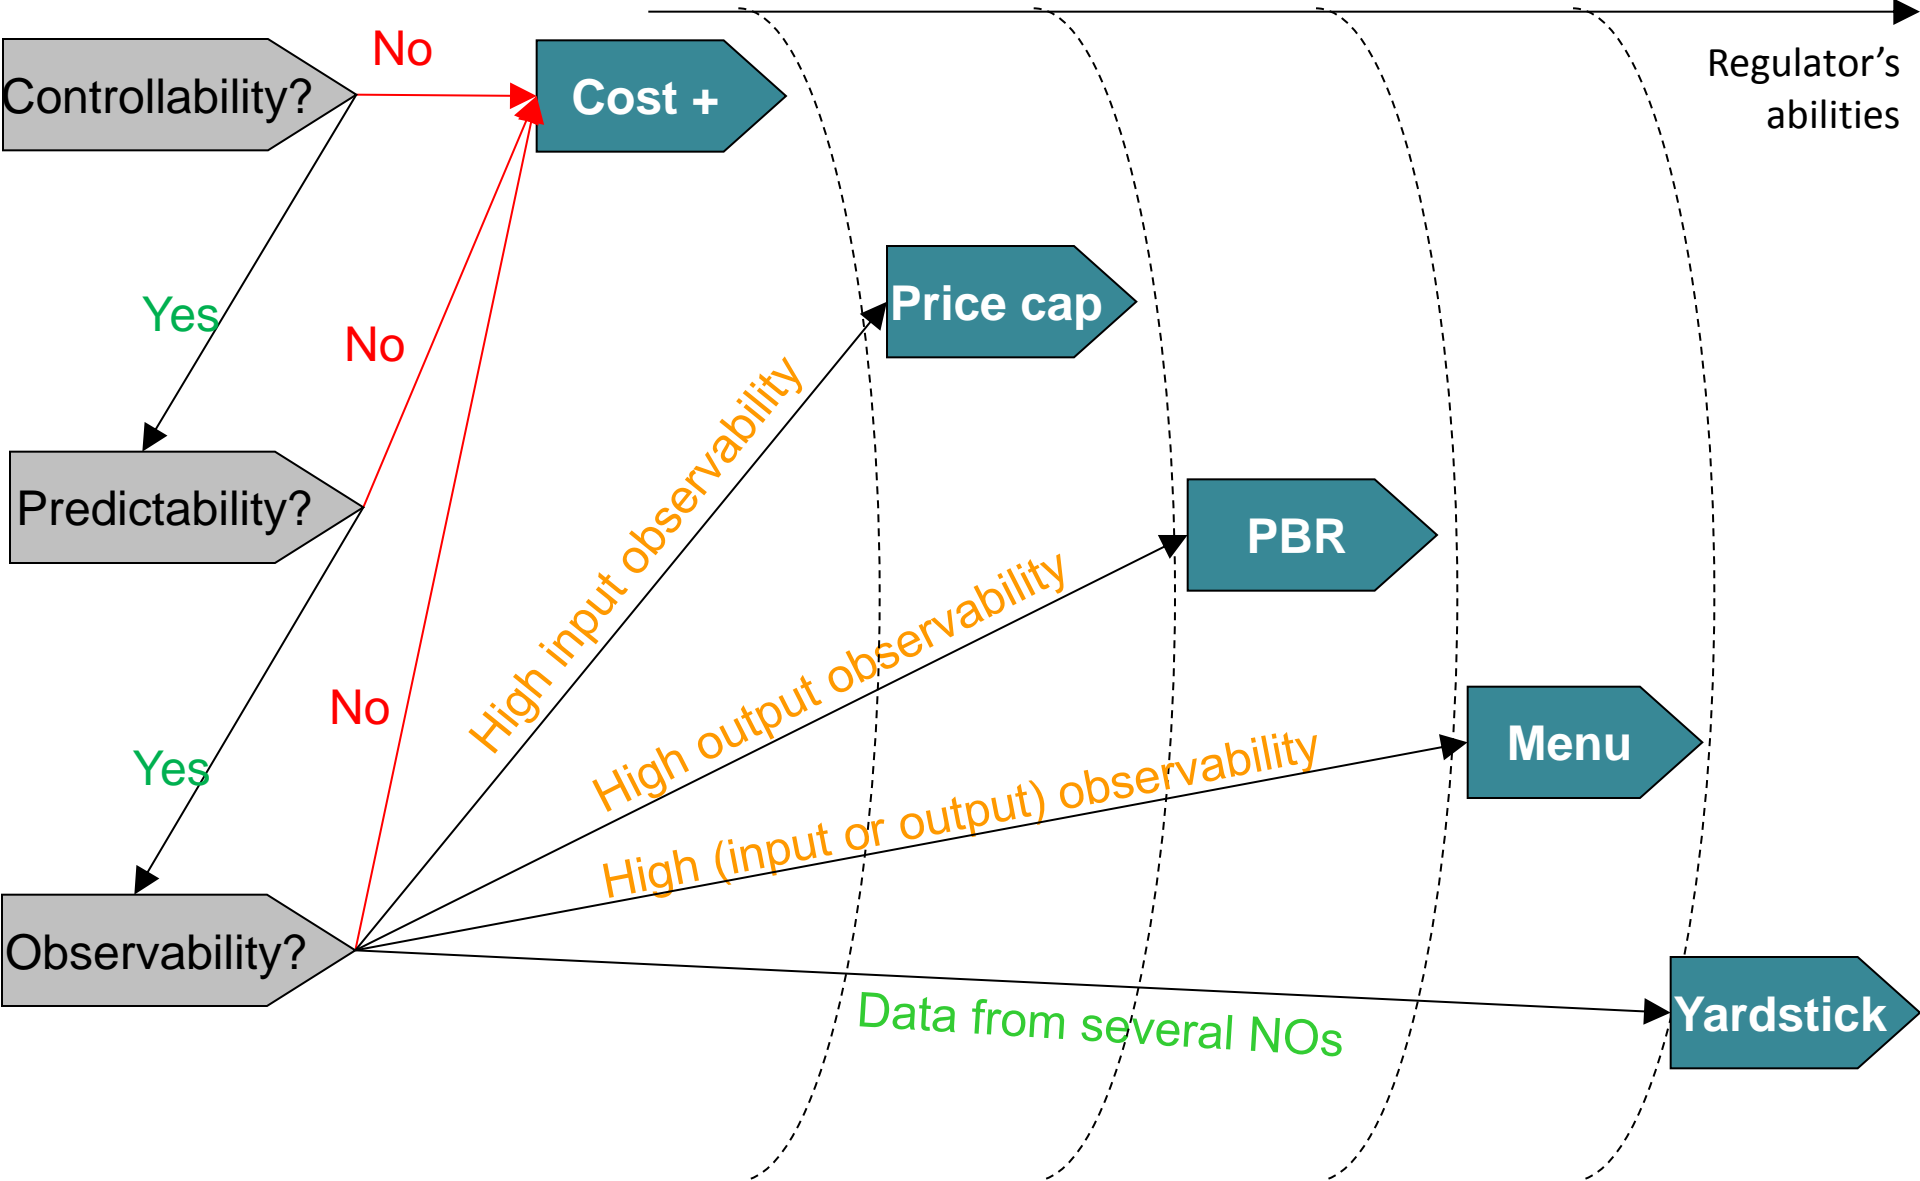 No
Controllability?
Cost +
Regulator's
abilities
Yes
No
Price cap
High input observability
Predictability?
PBR
High output observability
No
Yes
Menu
High (input or output) observability
Observability?
Data from several NOs
Yardstick